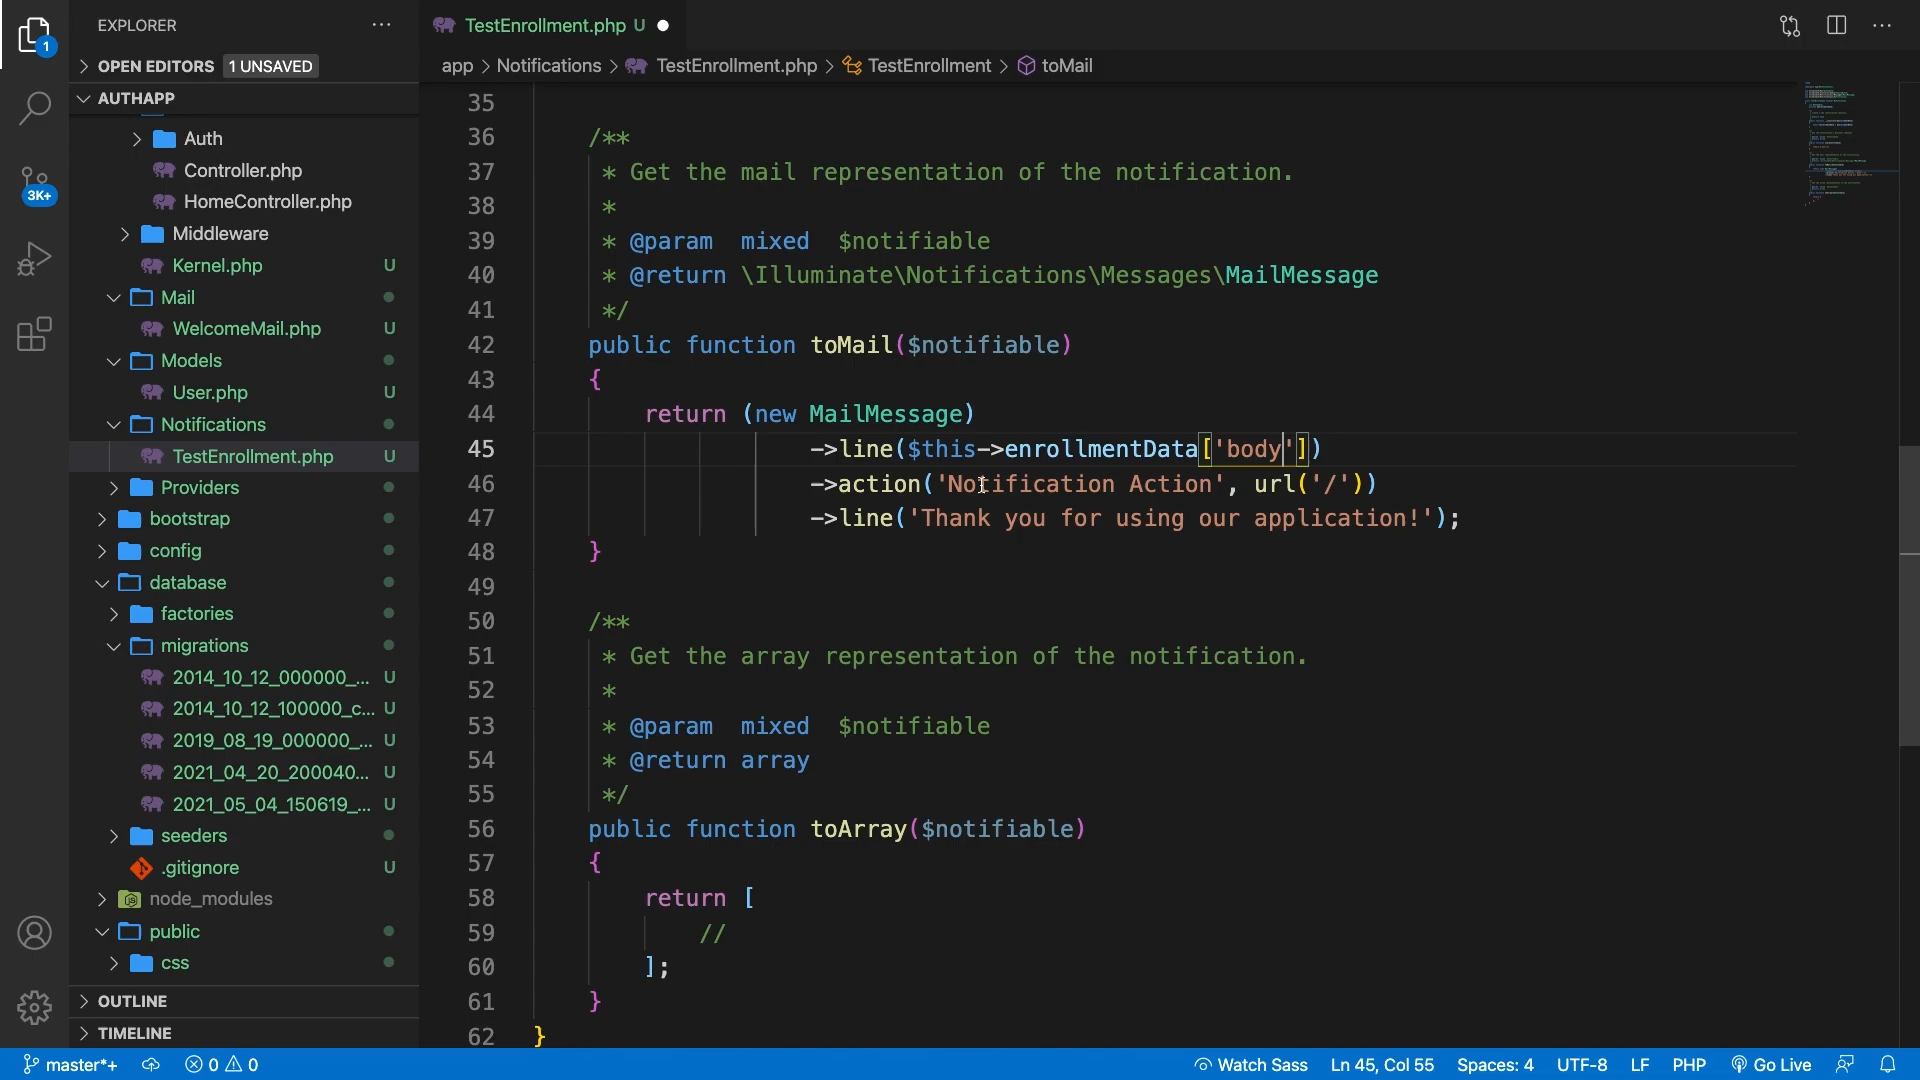 EXPLORER
OPEN EDITORS 1 UNSAVED
AUTHAPP
Auth
Controller.php
HomeController.php
Middleware
Kernel.php U
Mail
WelcomeMail.php U
Models
User.php U
Notifications
TestEnrollment.php U
Providers
bootstrap
config
database
factories
migrations
2014_10_12_000000_... U
2014_10_12_100000_c... U
2019_08_19_000000_... U
2021_04_20_200040... U
2021_05_04_150619_... U
seeders
.gitignore U
node_modules
public
css
OUTLINE
TIMELINE
1
3K+
TestEnrollment.php U
app > Notifications > TestEnrollment.php > TestEnrollment > toMail
35
36 /**
37 * Get the mail representation of the notification.
38 *
39 * @param  mixed  $notifiable
40 * @return \Illuminate\Notifications\Messages\MailMessage
41 */
42 public function toMail($notifiable)
43 {
44 return (new MailMessage)
45 ->line($this->enrollmentData['body'])
46 ->action('Notification Action', url('/'))
47 ->line('Thank you for using our application!');
48 }
49
50 /**
51 * Get the array representation of the notification.
52 *
53 * @param  mixed  $notifiable
54 * @return array
55 */
56 public function toArray($notifiable)
57 {
58 return [
59 //
60 ];
61 }
62 }
master*+ 0 0 Watch Sass Ln 45, Col 55 Spaces: 4 UTF-8 LF PHP Go Live